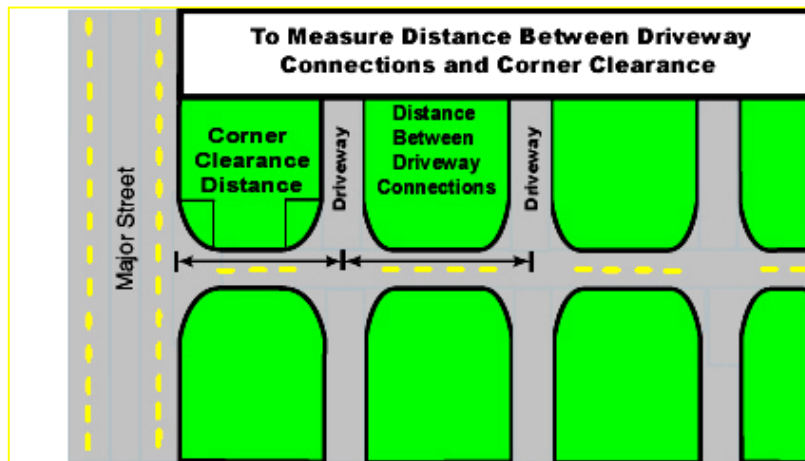 To Measure Distance Between Driveway
Connections and Corner Clearance
Corner
Clearance
Distance
Driveway
Distance
Between
Driveway
Connections
Driveway
Major Street